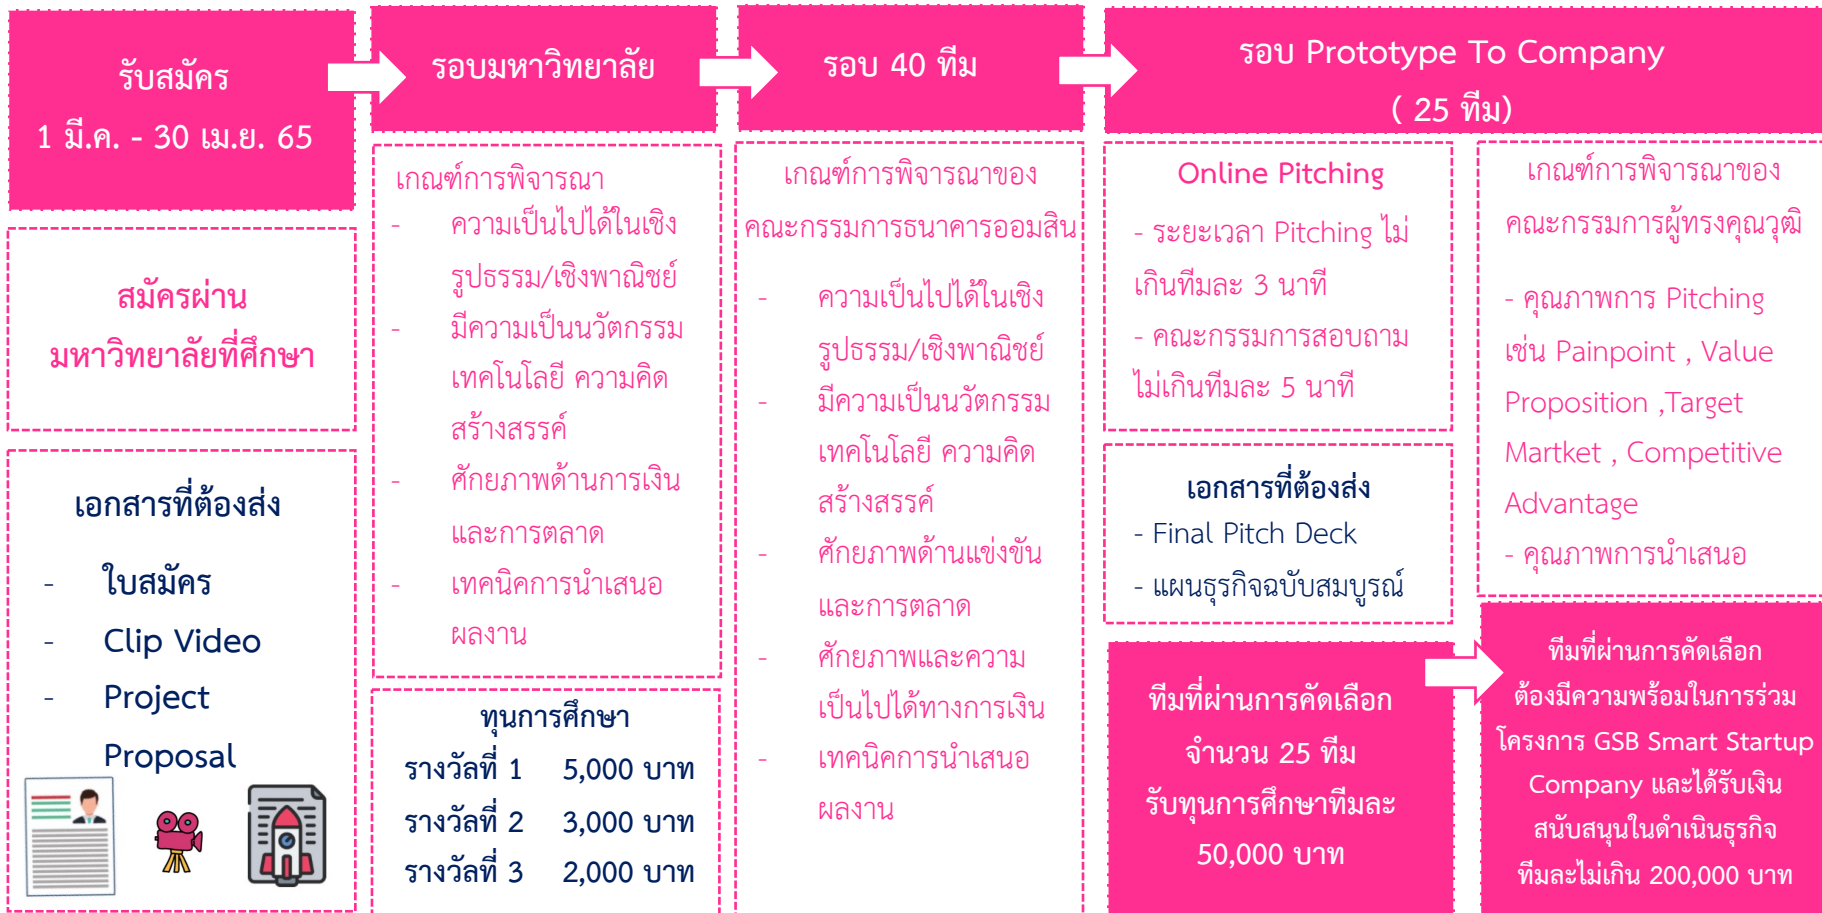 รับสมัคร
1 มี.ค. - 30 เม.ย. 65
สมัครผ่าน
มหาวิทยาลัยที่ศึกษา
เอกสารที่ต้องส่ง
- ใบสมัคร
- Clip Video
- Project
Proposal
รอบมหาวิทยาลัย
เกณฑ์การพิจารณา
- ความเป็นไปได้ในเชิง
รูปธรรม/เชิงพาณิชย์
- มีความเป็นนวัตกรรม
เทคโนโลยี ความคิด
สร้างสรรค์
- ศักยภาพด้านการเงิน
และการตลาด
- เทคนิคการนำเสนอ
ผลงาน
ทุนการศึกษา
รางวัลที่ 1 5,000 บาท
รางวัลที่ 2 3,000 บาท
รางวัลที่ 3 2,000 บาท
รอบ 40 ทีม
เกณฑ์การพิจารณาของ
คณะกรรมการธนาคารออมสิน
- ความเป็นไปได้ในเชิง
รูปธรรม/เชิงพาณิชย์
- มีความเป็นนวัตกรรม
เทคโนโลยี ความคิด
สร้างสรรค์
- ศักยภาพด้านแข่งขัน
และการตลาด
- ศักยภาพและความ
เป็นไปได้ทางการเงิน
- เทคนิคการนำเสนอ
ผลงาน
รอบ Prototype To Company
( 25 ทีม)
Online Pitching
- ระยะเวลา Pitching ไม่
เกินทีมละ 3 นาที
- คณะกรรมการสอบถาม
ไม่เกินทีมละ 5 นาที
เอกสารที่ต้องส่ง
- Final Pitch Deck
- แผนธุรกิจฉบับสมบูรณ์
ทีมที่ผ่านการคัดเลือก
จำนวน 25 ทีม
รับทุนการศึกษาทีมละ
50,000 บาท
เกณฑ์การพิจารณาของ
คณะกรรมการผู้ทรงคุณวุฒิ
- คุณภาพการ Pitching
เช่น Painpoint , Value
Proposition ,Target
Martket , Competitive
Advantage
- คุณภาพการนำเสนอ
ทีมที่ผ่านการคัดเลือก
ต้องมีความพร้อมในการร่วม
โครงการ GSB Smart Startup
Company และได้รับเงิน
สนับสนุนในดำเนินธุรกิจ
ทีมละไม่เกิน 200,000 บาท